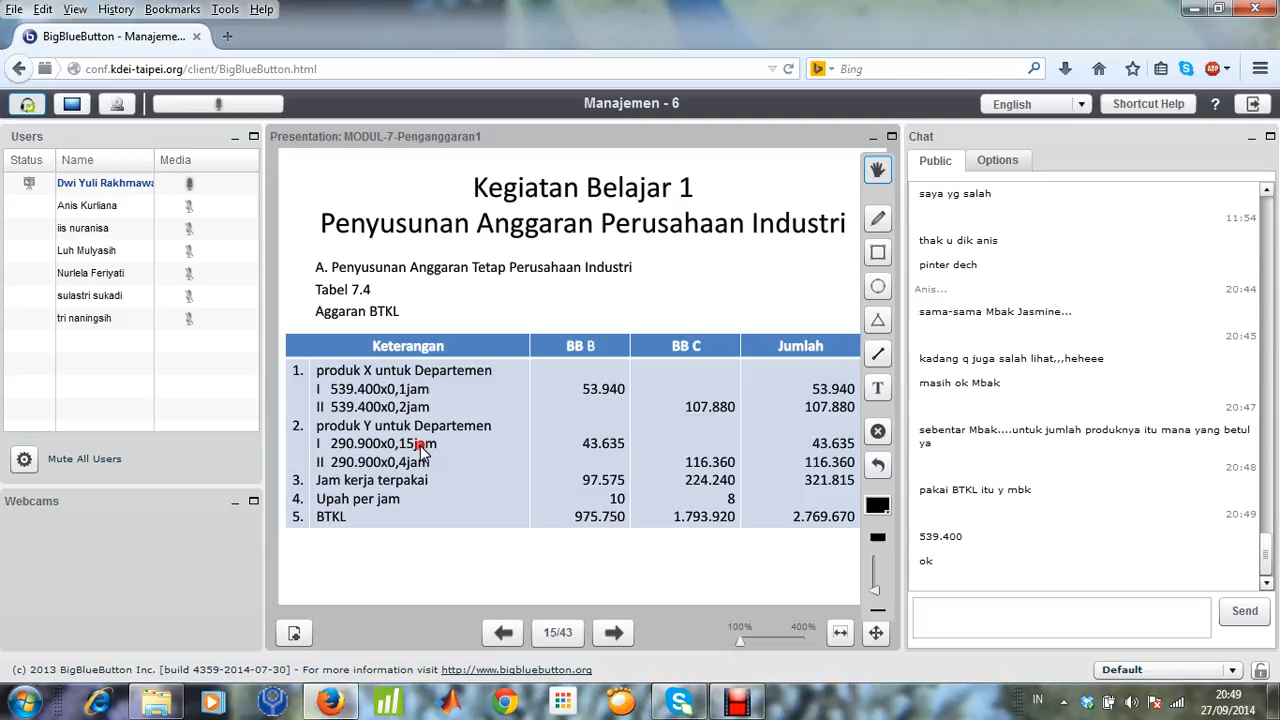 File Edit View History Bookmarks Tools Help
BigBlueButton - Manajeme...
conf.kdei-taipei.org/client/BigBlueButton.html
Bing
Manajemen - 6
English
Shortcut Help
?
Users
Status Name Media
Dwi Yuli Rakhmawa
Anis Kurliana
iis nuranisa
Luh Mulyasih
Nurlela Feriyati
sulastri sukadi
tri naningsih
Mute All Users
Webcams
Presentation: MODUL-7-Penganggaran1
Kegiatan Belajar 1
Penyusunan Anggaran Perusahaan Industri
A. Penyusunan Anggaran Tetap Perusahaan Industri
Tabel 7.4
Aggaran BTKL
Keterangan BB B BB C Jumlah
1. produk X untuk Departemen
I 539.400x0,1jam 53.940 53.940
II 539.400x0,2jam 107.880 107.880
2. produk Y untuk Departemen
I 290.900x0,15jam 43.635 43.635
II 290.900x0,4jam 116.360 116.360
3. Jam kerja terpakai 97.575 224.240 321.815
4. Upah per jam 10 8
5. BTKL 975.750 1.793.920 2.769.670
15/43
100% 400%
Chat
Public Options
saya yg salah
11:54
thak u dik anis
pinter dech
Anis... 20:44
sama-sama Mbak Jasmine...
20:45
kadang q juga salah lihat,,,heheee
masih ok Mbak
20:47
sebentar Mbak....untuk jumlah produknya itu mana yang betul
ya
20:48
pakai BTKL itu y mbk
20:49
539.400
ok
Send
(c) 2013 BigBlueButton Inc. [build 4359-2014-07-30] - For more information visit http://www.bigbluebutton.org
Default
IN
20:49
27/09/2014